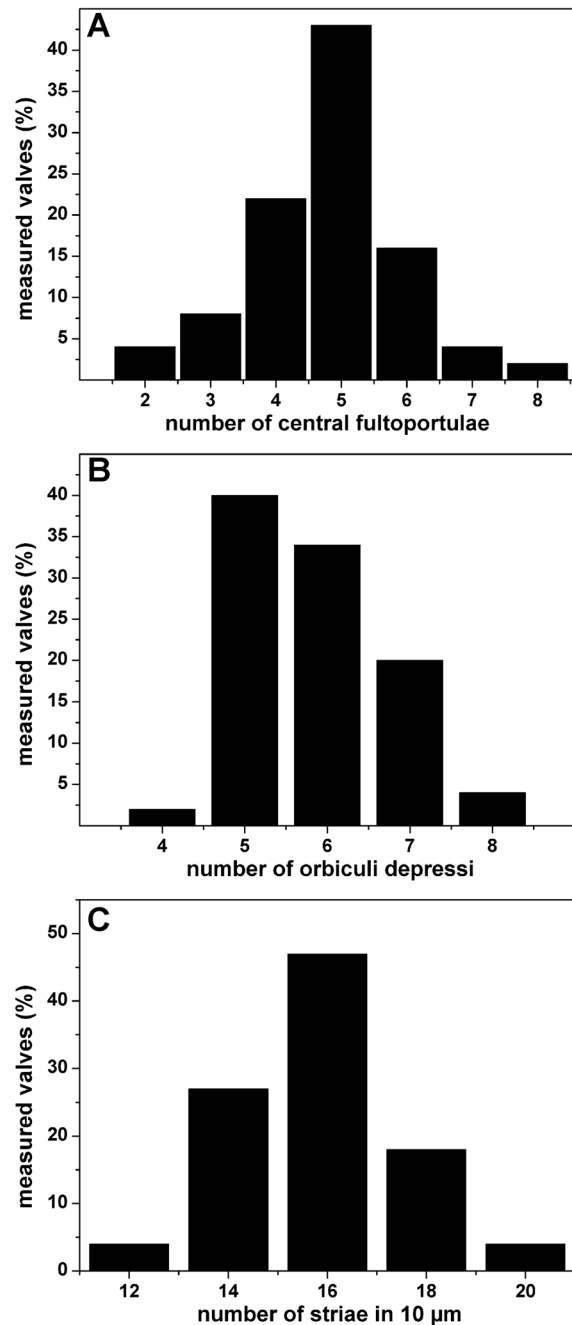 A
measured valves (%)
40
35
30
25
20
15
10
5
2 3 4 5 6 7 8
number of central fultoportulae
B
measured valves (%)
40
35
30
25
20
15
10
5
4 5 6 7 8
number of orbiculi depressi
C
measured valves (%)
50
40
30
20
10
0
12 14 16 18 20
number of striae in 10 µm